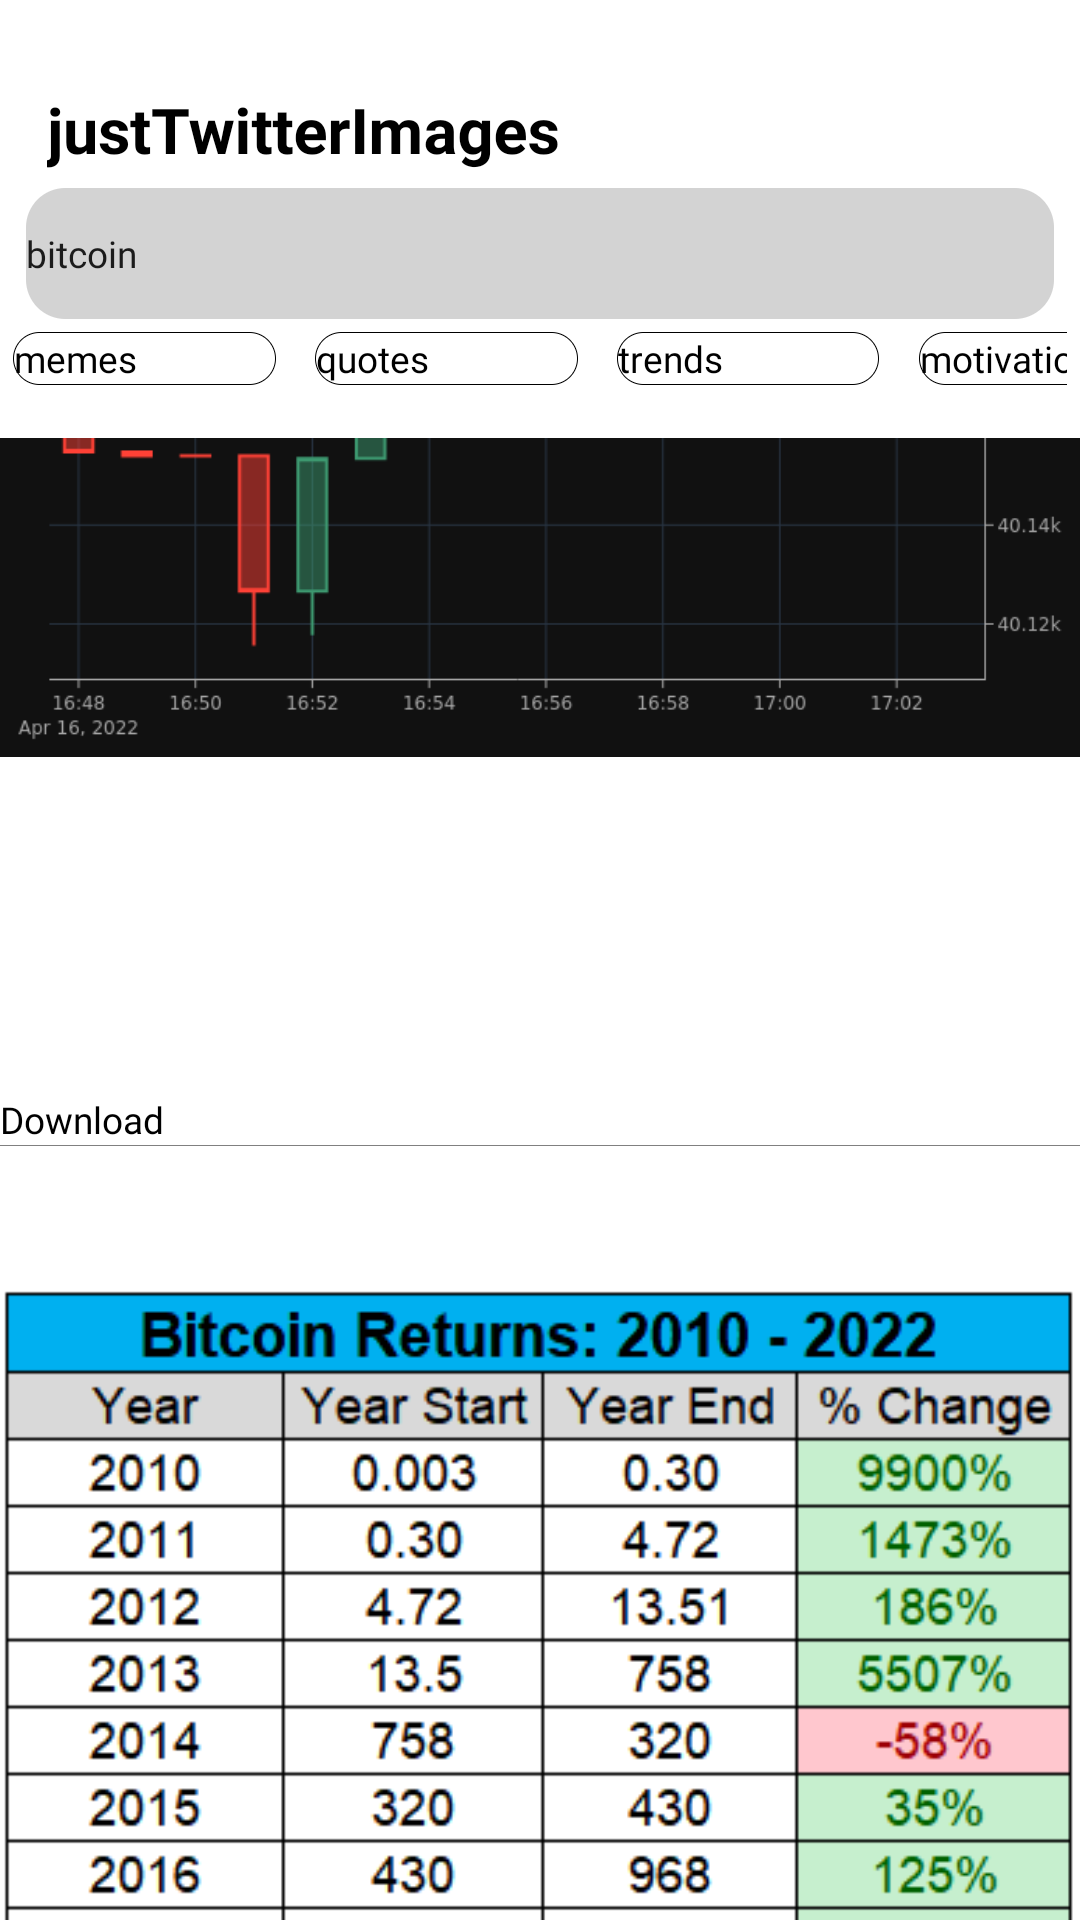 justTwitterImages
bitcoin
memes quotes trends motivatio
40.14k
40.12k
16:48 16:50 16:52 16:54 16:56 16:58 17:00 17:02
Apr 16, 2022
Download
Bitcoin Returns: 2010 - 2022
Year Year Start Year End % Change
2010 0.003 0.30 9900%
2011 0.30 4.72 1473%
2012 4.72 13.51 186%
2013 13.5 758 5507%
2014 758 320 -58%
2015 320 430 35%
2016 430 968 125%